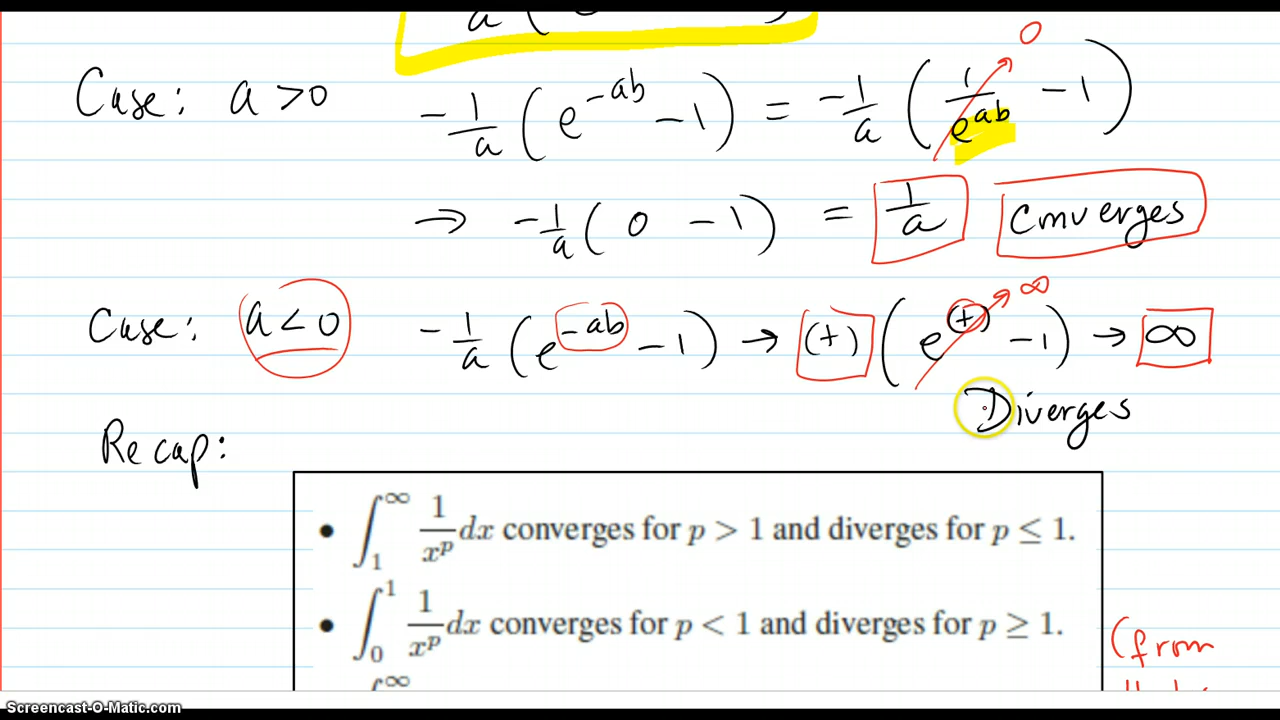 Case: a > 0 -1/a (e^{-ab} - 1) = -1/a (1/e^{ab} - 1) 0
⇒ -1/a (0 - 1) = 1/a Converges
Case: a < 0 -1/a (e^{-ab} - 1) → (+) (e^{(+)} - 1) → ∞ ∞
Diverges
Recap:
• ∫_1^∞ 1/x^p dx converges for p > 1 and diverges for p ≤ 1.
• ∫_0^1 1/x^p dx converges for p < 1 and diverges for p ≥ 1.
(from
Screencast-O-Matic.com